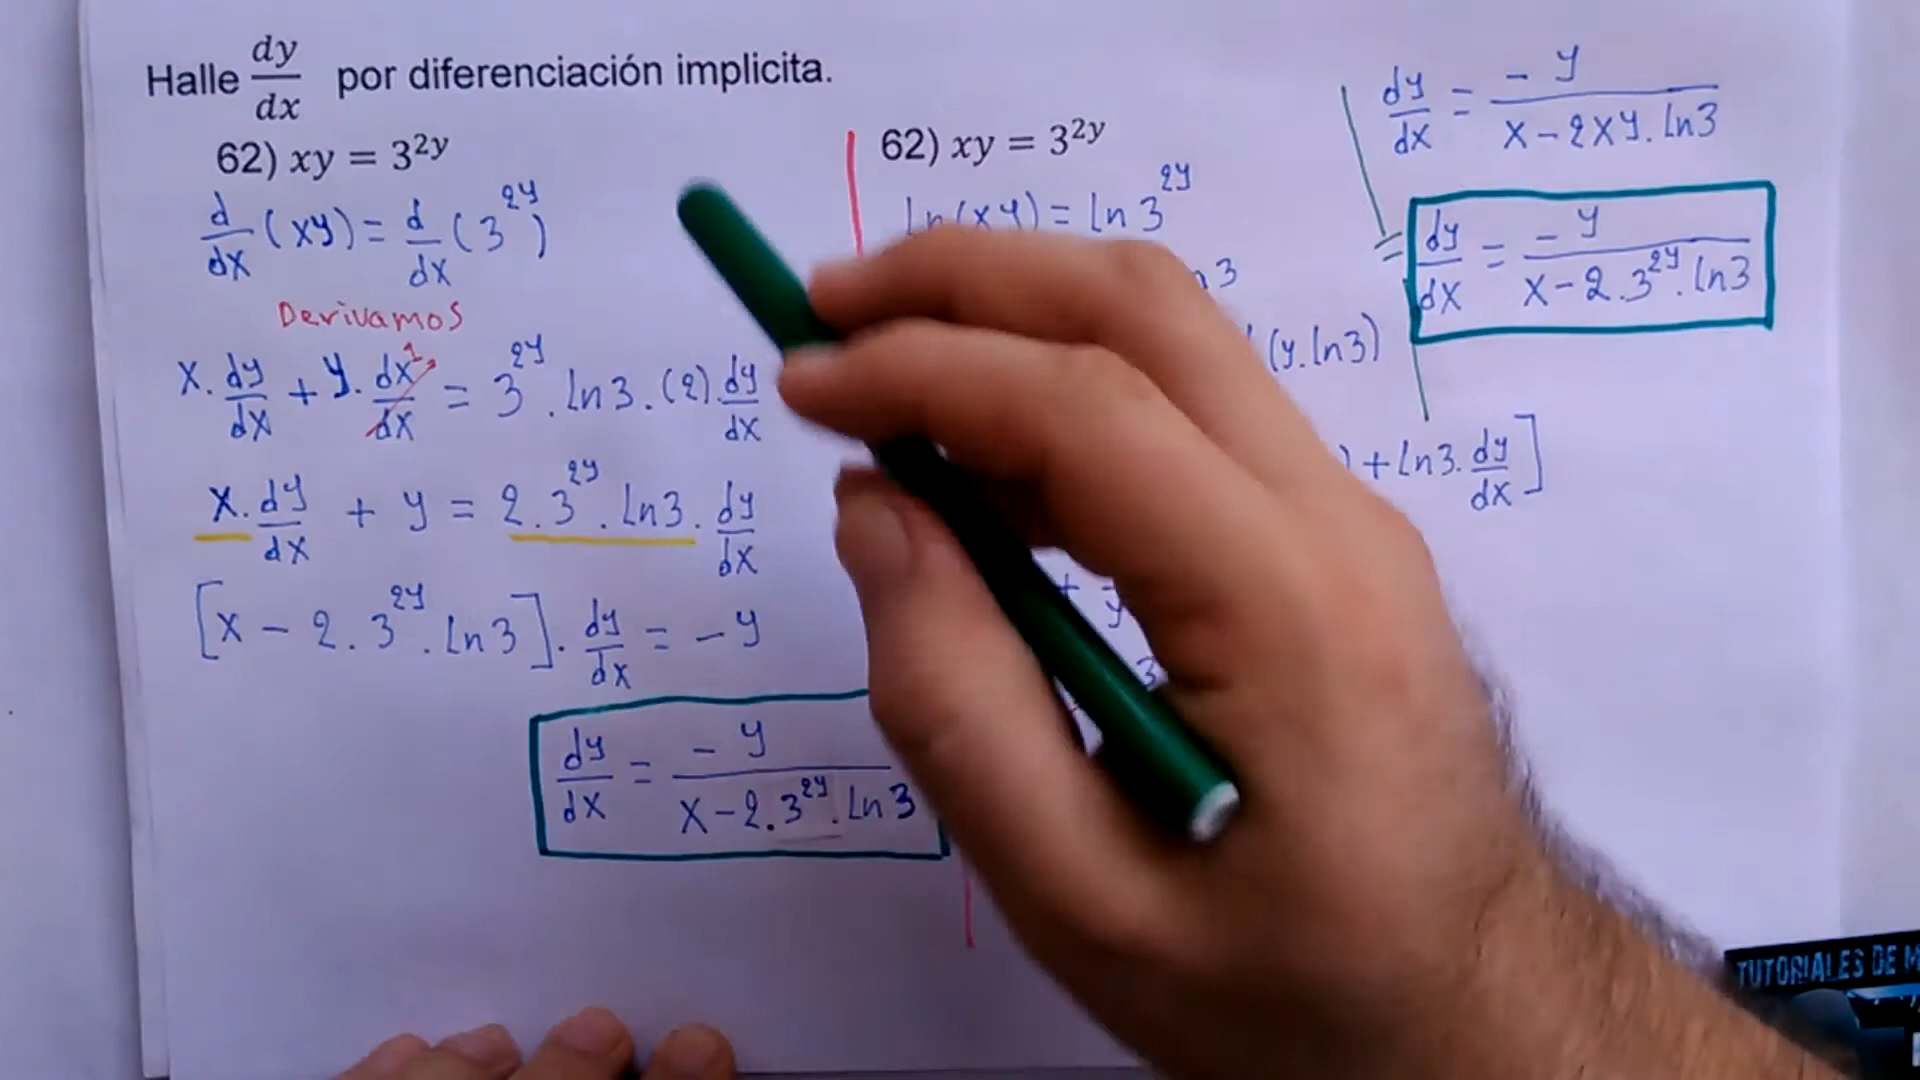 Halle dy/dx por diferenciación implicita.
62) xy = 3^{2y}
d/dx (xy) = d/dx (3^{2y})
Derivamos
x. dy/dx + y. dx/dx ^1 = 3^{2y} . Ln3 . (2). dy/dx
x. dy/dx + y = 2.3^{2y} . Ln3. dy/dx
[x - 2.3^{2y} . Ln3] . dy/dx = - y
dy/dx = - y / x - 2.3^{2y} . Ln3
62) xy = 3^{2y}
Ln(xy) = Ln3^{2y}
(y.Ln3)
+ Ln3. dy/dx ]
dy/dx = - y / x - 2xy. Ln3
dy/dx = - y / x - 2.3^{2y} . Ln3
TUTORIALES DE